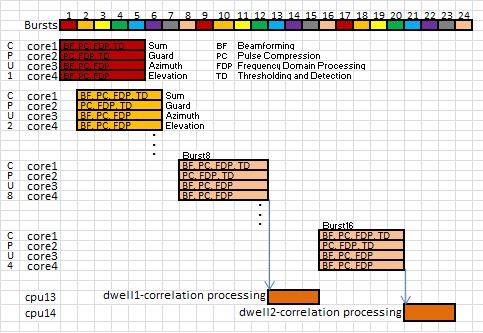 Bursts 1 2 3 4 5 6 7 8 9 10 11 12 13 14 15 16 17 18 19 20 21 22 23 24
C core1 BF, PC, FDP, TD Sum BF Beamforming
P core2 PC, FDP, TD Guard PC Pulse Compression
U core3 BF, PC, FDP Azimuth FDP Frequency Domain Processing
1 core4 BF, PC, FDP Elevation TD Thresholding and Detection
C core1 BF, PC, FDP, TD Sum
P core2 PC, FDP, TD Guard
U core3 BF, PC, FDP Azimuth
2 core4 BF, PC, FDP Elevation
Burst8
C core1 BF, PC, FDP, TD
P core2 PC, FDP, TD
U core3 BF, PC, FDP
8 core4 BF, PC, FDP
Burst16
C core1 BF, PC, FDP, TD
P core2 PC, FDP, TD
U core3 BF, PC, FDP
4 core4 BF, PC, FDP
cpu13 dwell1-correlation processing
cpu14 dwell2-correlation processing